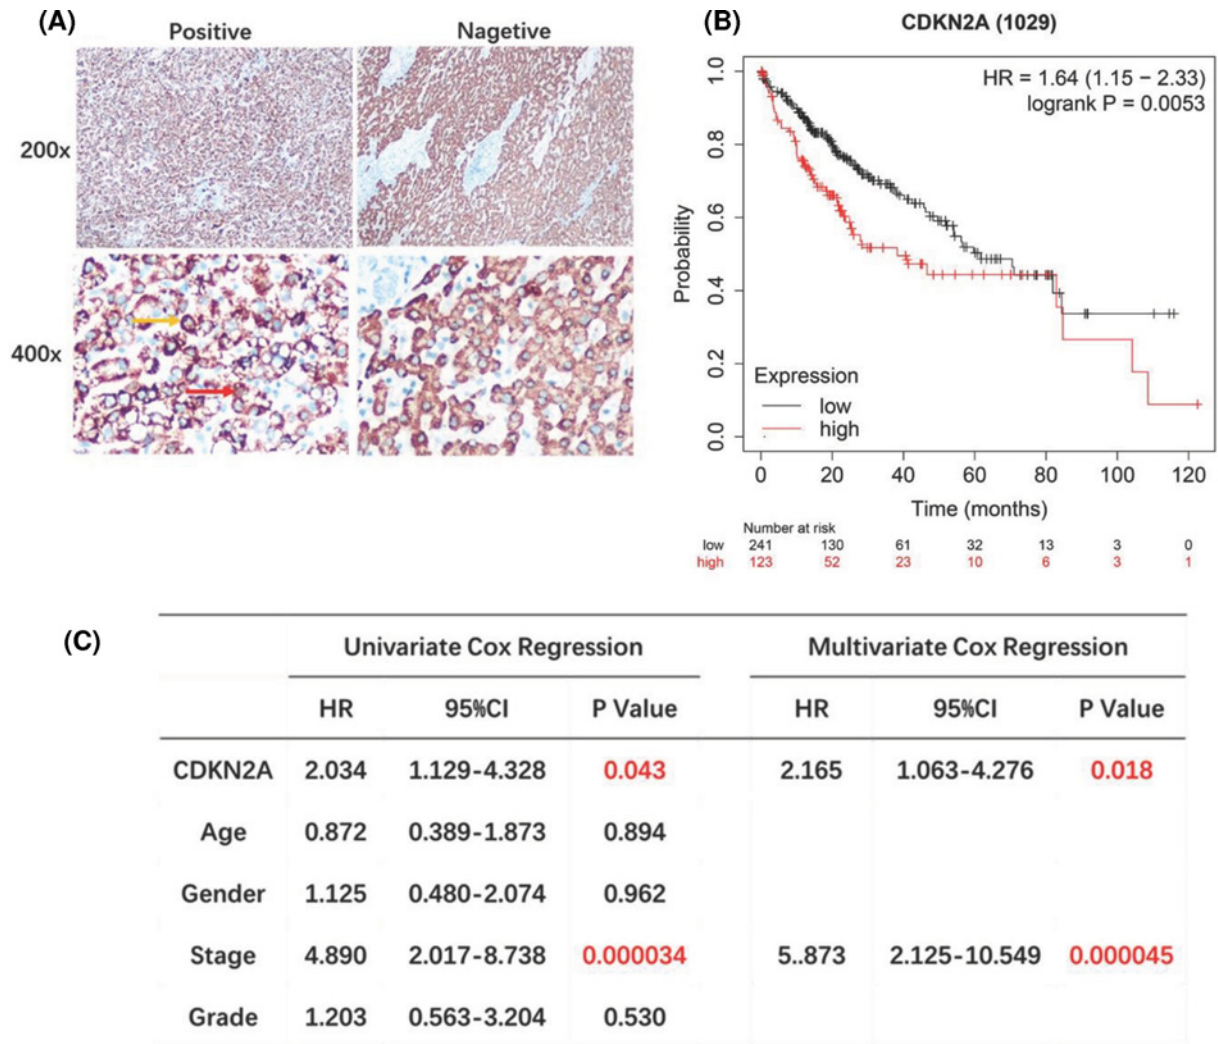 (A)
Positive Nagetive
200x
400x
(B)
CDKN2A (1029)
HR = 1.64 (1.15 − 2.33)
logrank P = 0.0053
Probability
1.0
0.8
0.6
0.4
0.2
0.0
Expression
low
high
0 20 40 60 80 100 120
Time (months)
Number at risk
low 241 130 61 32 13 3 0
high 123 52 23 10 6 3 1
(C)
Univariate Cox Regression Multivariate Cox Regression
HR 95%CI P Value HR 95%CI P Value
CDKN2A 2.034 1.129-4.328 0.043 2.165 1.063-4.276 0.018
Age 0.872 0.389-1.873 0.894
Gender 1.125 0.480-2.074 0.962
Stage 4.890 2.017-8.738 0.000034 5..873 2.125-10.549 0.000045
Grade 1.203 0.563-3.204 0.530